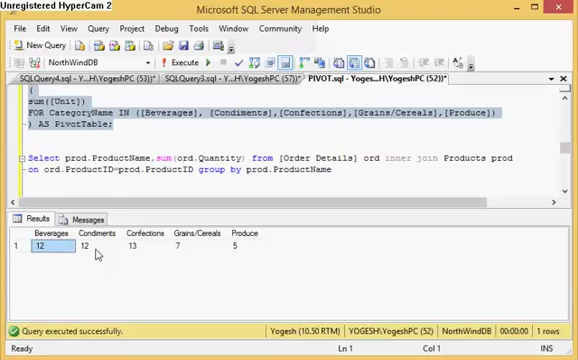 Unregistered HyperCam 2
Microsoft SQL Server Management Studio
File Edit View Query Project Debug Tools Window Community Help
New Query
NorthWindDB Execute
SQLQuery4.sql - Y...H\YogeshPC (53))* SQLQuery3.sql - Y...H\YogeshPC (57))* PIVOT.sql - Yoges...H\YogeshPC (52))*
(
sum([Unit])
FOR CategoryName IN ([Beverages], [Condiments],[Confections],[Grains/Cereals],[Produce])
) AS PivotTable;
Select prod.ProductName,sum(ord.Quantity) from [Order Details] ord inner join Products prod
on ord.ProductID=prod.ProductID group by prod.ProductName
Results Messages
Beverages Condiments Confections Grains/Cereals Produce
1 12 12 13 7 5
Query executed successfully. Yogesh (10.50 RTM) YOGESH\YogeshPC (52) NorthWindDB 00:00:00 1 rows
Ln 1 Col 1 INS